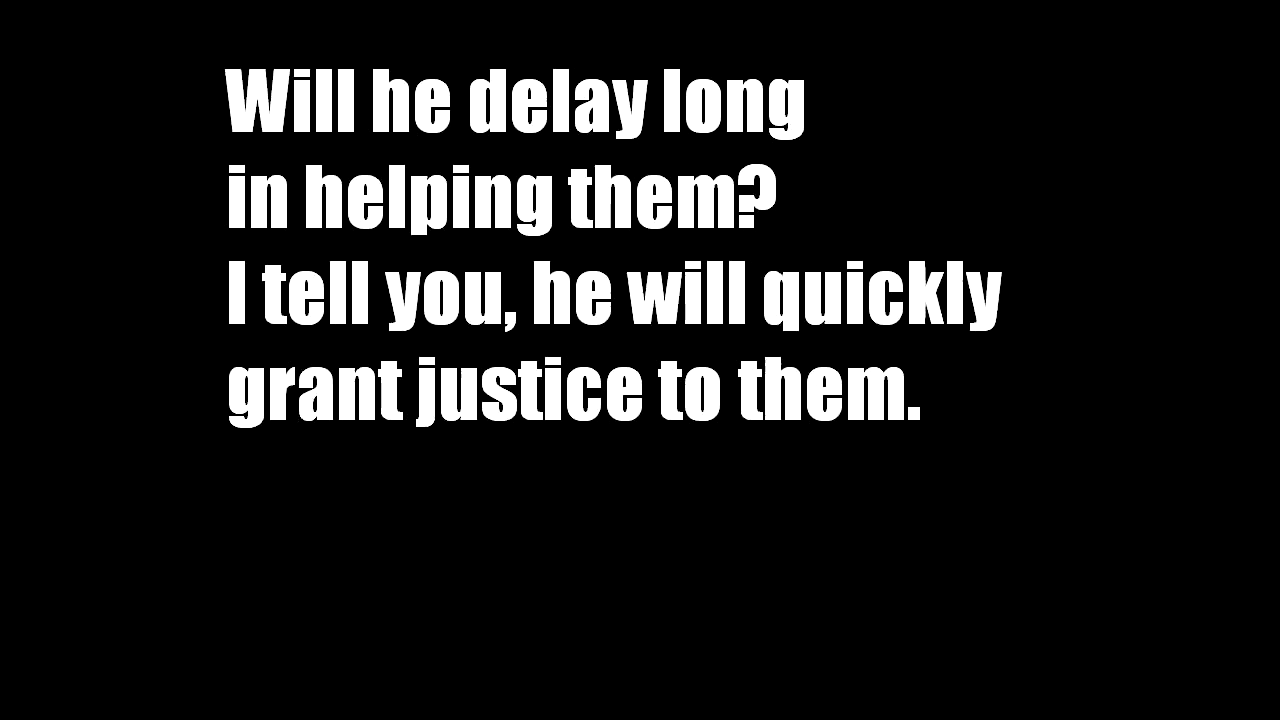 Will he delay long
in helping them?
I tell you, he will quickly
grant justice to them.